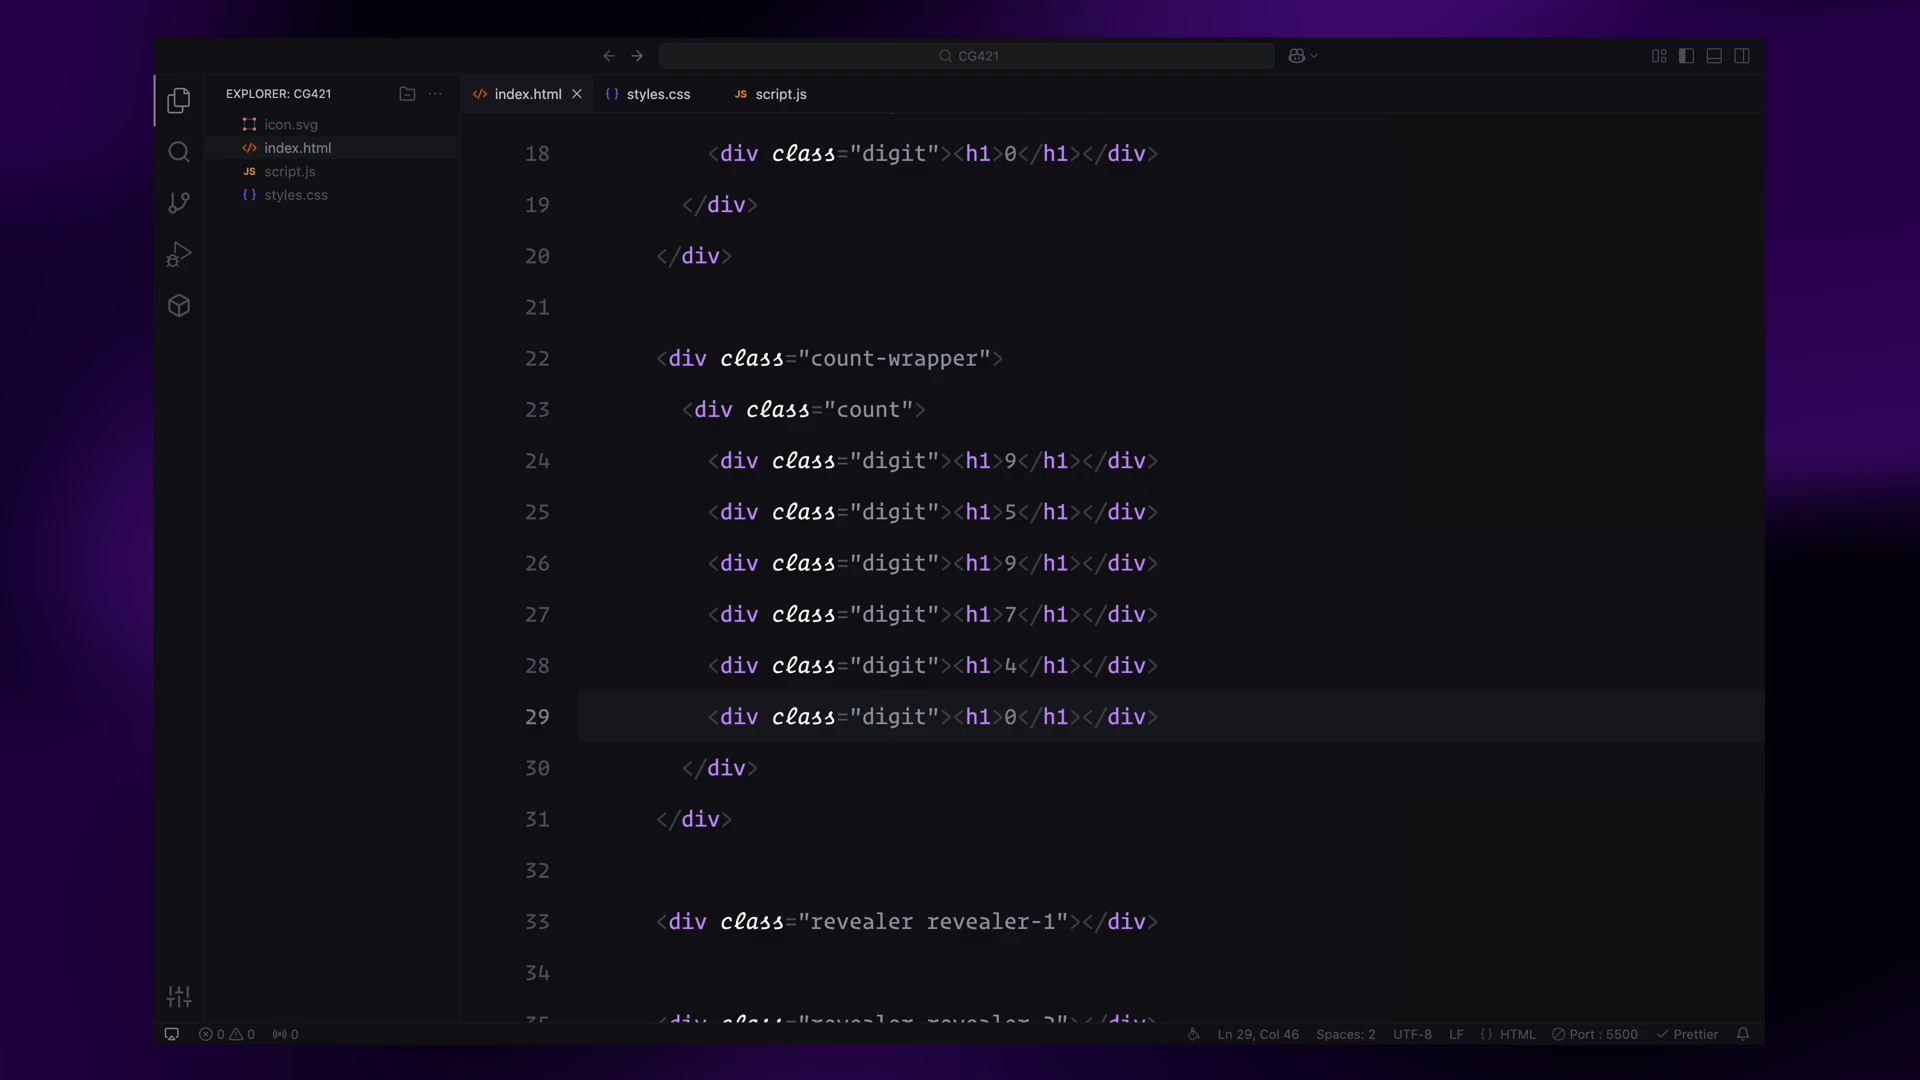 CG421
EXPLORER: CG421
index.html
styles.css
JS script.js
icon.svg
index.html
JS script.js
styles.css
18 <div class="digit"><h1>0</h1></div>
19 </div>
20 </div>
21
22 <div class="count-wrapper">
23 <div class="count">
24 <div class="digit"><h1>9</h1></div>
25 <div class="digit"><h1>5</h1></div>
26 <div class="digit"><h1>9</h1></div>
27 <div class="digit"><h1>7</h1></div>
28 <div class="digit"><h1>4</h1></div>
29 <div class="digit"><h1>0</h1></div>
30 </div>
31 </div>
32
33 <div class="revealer revealer-1"></div>
34
0 0 0 Ln 29, Col 46 Spaces: 2 UTF-8 LF {} HTML Port : 5500 Prettier